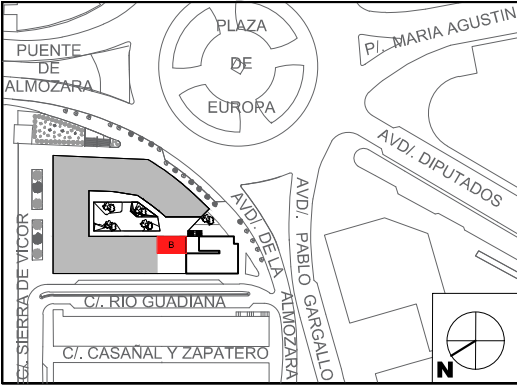 PLAZA
DE
EUROPA
PUENTE
DE
ALMOZARA
P/. MARIA AGUSTIN
AVD/. DIPUTADOS
AVD/. DE LA ALMOZARA
AVD/. PABLO GARGALLO
C/. SIERRA DE VICOR
B
C/. RIO GUADIANA
C/. CASAÑAL Y ZAPATERO
N